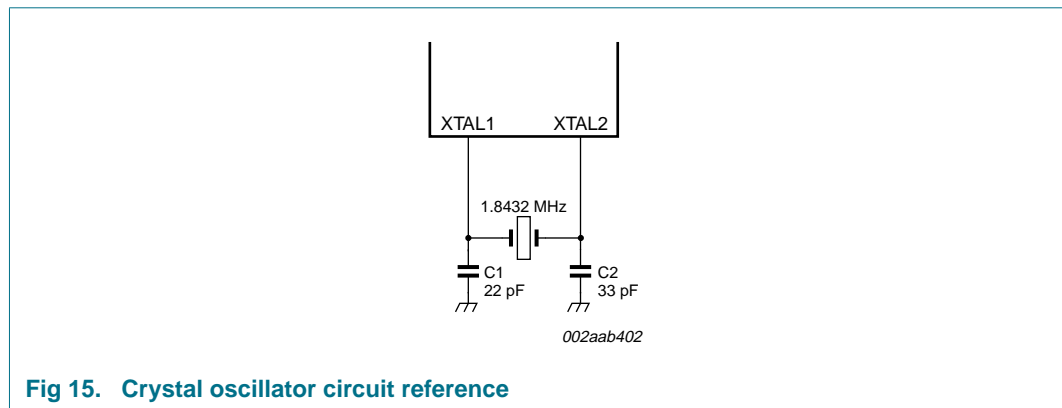 XTAL1 XTAL2
1.8432 MHz
C1 C2
22 pF 33 pF
002aab402
Fig 15. Crystal oscillator circuit reference